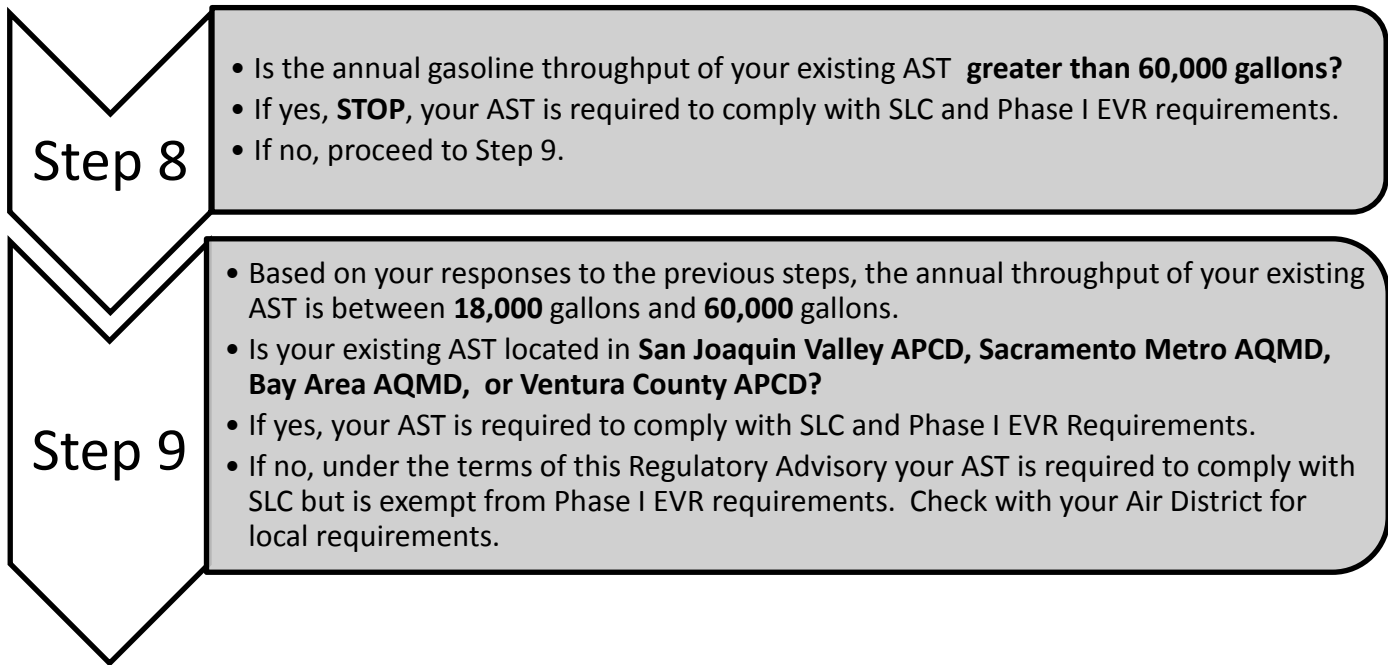 Step 8
• Is the annual gasoline throughput of your existing AST greater than 60,000 gallons?
• If yes, STOP, your AST is required to comply with SLC and Phase I EVR requirements.
• If no, proceed to Step 9.
Step 9
• Based on your responses to the previous steps, the annual throughput of your existing
AST is between 18,000 gallons and 60,000 gallons.
• Is your existing AST located in San Joaquin Valley APCD, Sacramento Metro AQMD,
Bay Area AQMD, or Ventura County APCD?
• If yes, your AST is required to comply with SLC and Phase I EVR Requirements.
• If no, under the terms of this Regulatory Advisory your AST is required to comply with
SLC but is exempt from Phase I EVR requirements. Check with your Air District for
local requirements.